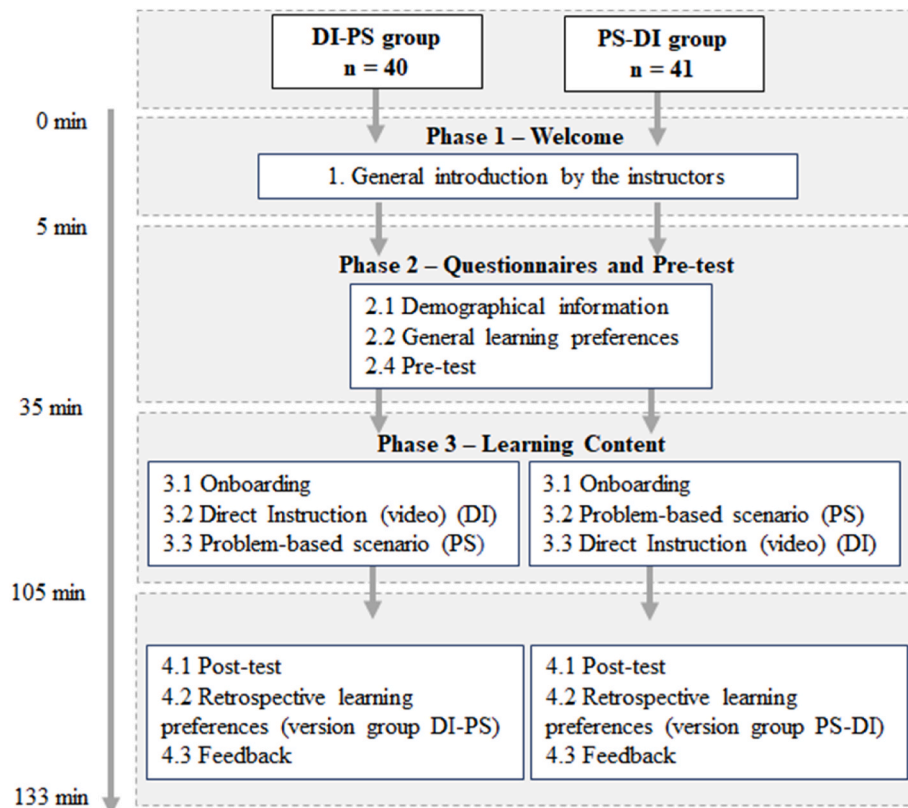 DI-PS group
n = 40
PS-DI group
n = 41
0 min
Phase 1 – Welcome
1. General introduction by the instructors
5 min
Phase 2 – Questionnaires and Pre-test
2.1 Demographical information
2.2 General learning preferences
2.4 Pre-test
35 min
Phase 3 – Learning Content
3.1 Onboarding
3.2 Direct Instruction (video) (DI)
3.3 Problem-based scenario (PS)
3.1 Onboarding
3.2 Problem-based scenario (PS)
3.3 Direct Instruction (video) (DI)
105 min
4.1 Post-test
4.2 Retrospective learning
preferences (version group DI-PS)
4.3 Feedback
4.1 Post-test
4.2 Retrospective learning
preferences (version group PS-DI)
4.3 Feedback
133 min